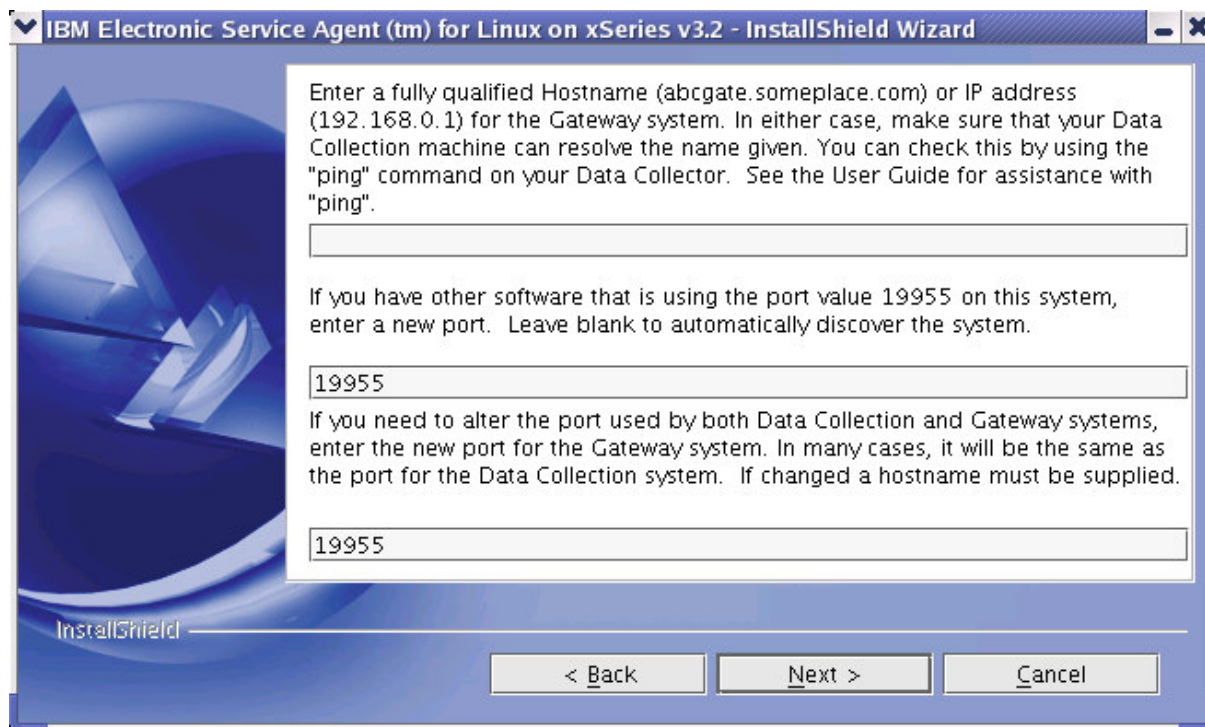 IBM Electronic Service Agent (tm) for Linux on xSeries v3.2 - InstallShield Wizard
Enter a fully qualified Hostname (abcgate.someplace.com) or IP address
(192.168.0.1) for the Gateway system. In either case, make sure that your Data
Collection machine can resolve the name given. You can check this by using the
"ping" command on your Data Collector.  See the User Guide for assistance with
"ping".
If you have other software that is using the port value 19955 on this system,
enter a new port.  Leave blank to automatically discover the system.
19955
If you need to alter the port used by both Data Collection and Gateway systems,
enter the new port for the Gateway system. In many cases, it will be the same as
the port for the Data Collection system.  If changed a hostname must be supplied.
19955
InstallShield
< Back
Next >
Cancel